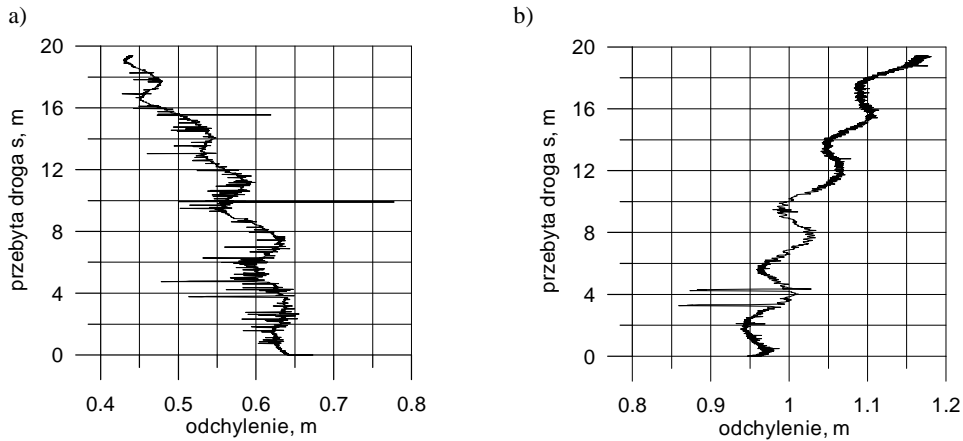 a)
b)
20
16
12
8
4
0
przebyta droga s, m
0.4 0.5 0.6 0.7 0.8
odchylenie, m
20
16
12
8
4
0
przebyta droga s, m
0.8 0.9 1 1.1 1.2
odchylenie, m